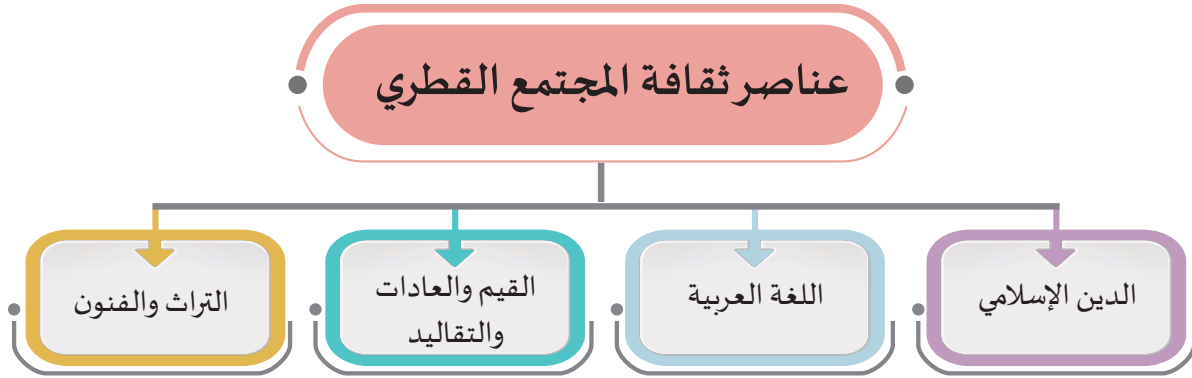 عناصر ثقافة المجتمع القطري
الدين الإسلامي
اللغة العربية
القيم والعادات
والتقاليد
التراث والفنون